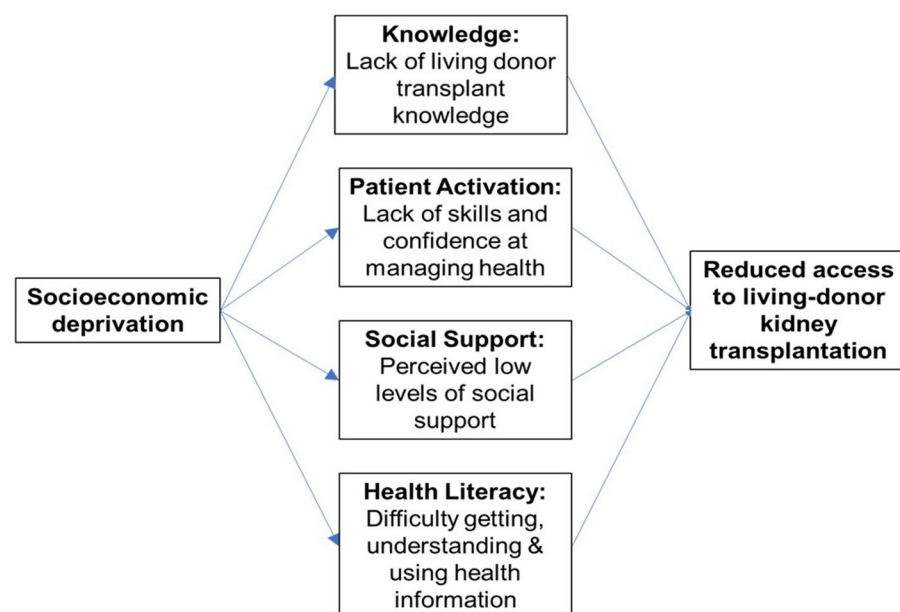 Knowledge:
Lack of living donor
transplant
knowledge
Patient Activation:
Lack of skills and
confidence at
managing health
Socioeconomic
deprivation
Social Support:
Perceived low
levels of social
support
Health Literacy:
Difficulty getting,
understanding &
using health
information
Reduced access
to living-donor
kidney
transplantation